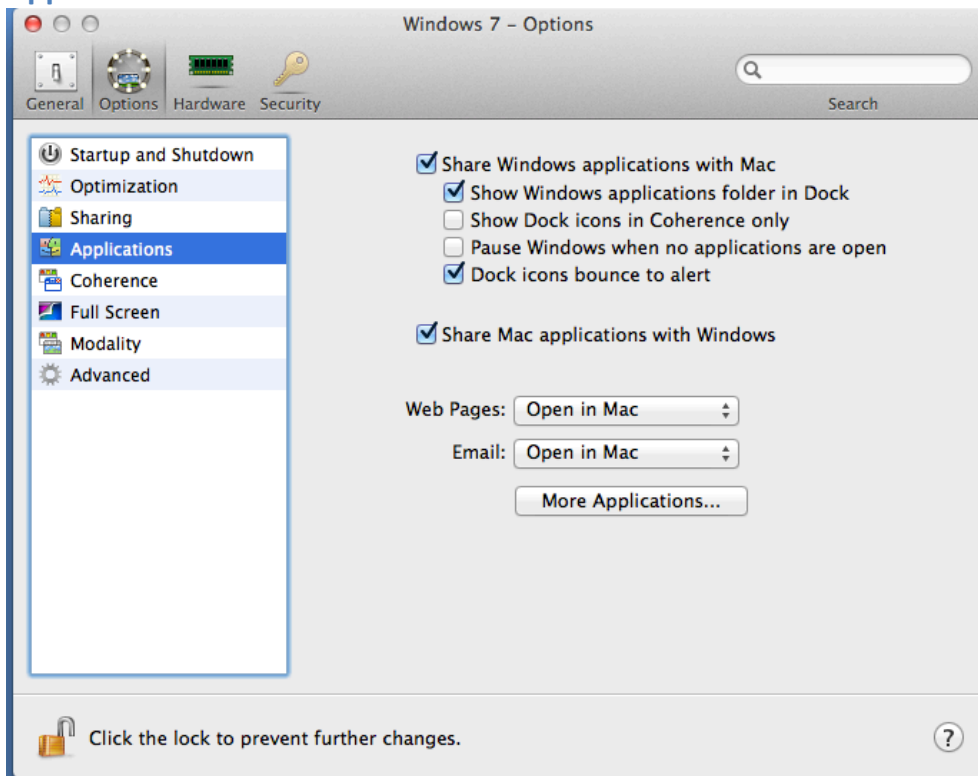 Windows 7 – Options
General Options Hardware Security
Search
Startup and Shutdown
Optimization
Sharing
Applications
Coherence
Full Screen
Modality
Advanced
Share Windows applications with Mac
Show Windows applications folder in Dock
Show Dock icons in Coherence only
Pause Windows when no applications are open
Dock icons bounce to alert
Share Mac applications with Windows
Web Pages: Open in Mac
Email: Open in Mac
More Applications...
Click the lock to prevent further changes.
?